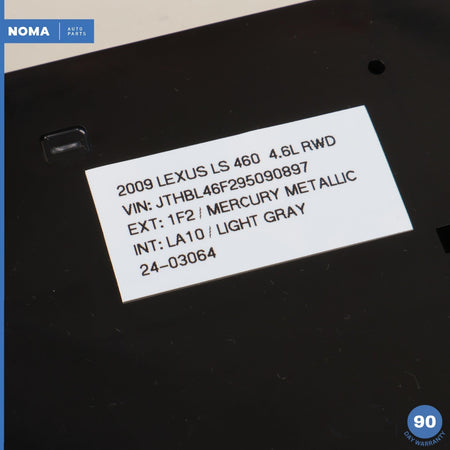 NOMA AUTO PARTS
2009 LEXUS LS 460 4.6L RWD
VIN: JTHBL46F295090897
EXT: 1F2 / MERCURY METALLIC
INT: LA10 / LIGHT GRAY
24-03064
90
DAY WARRANTY